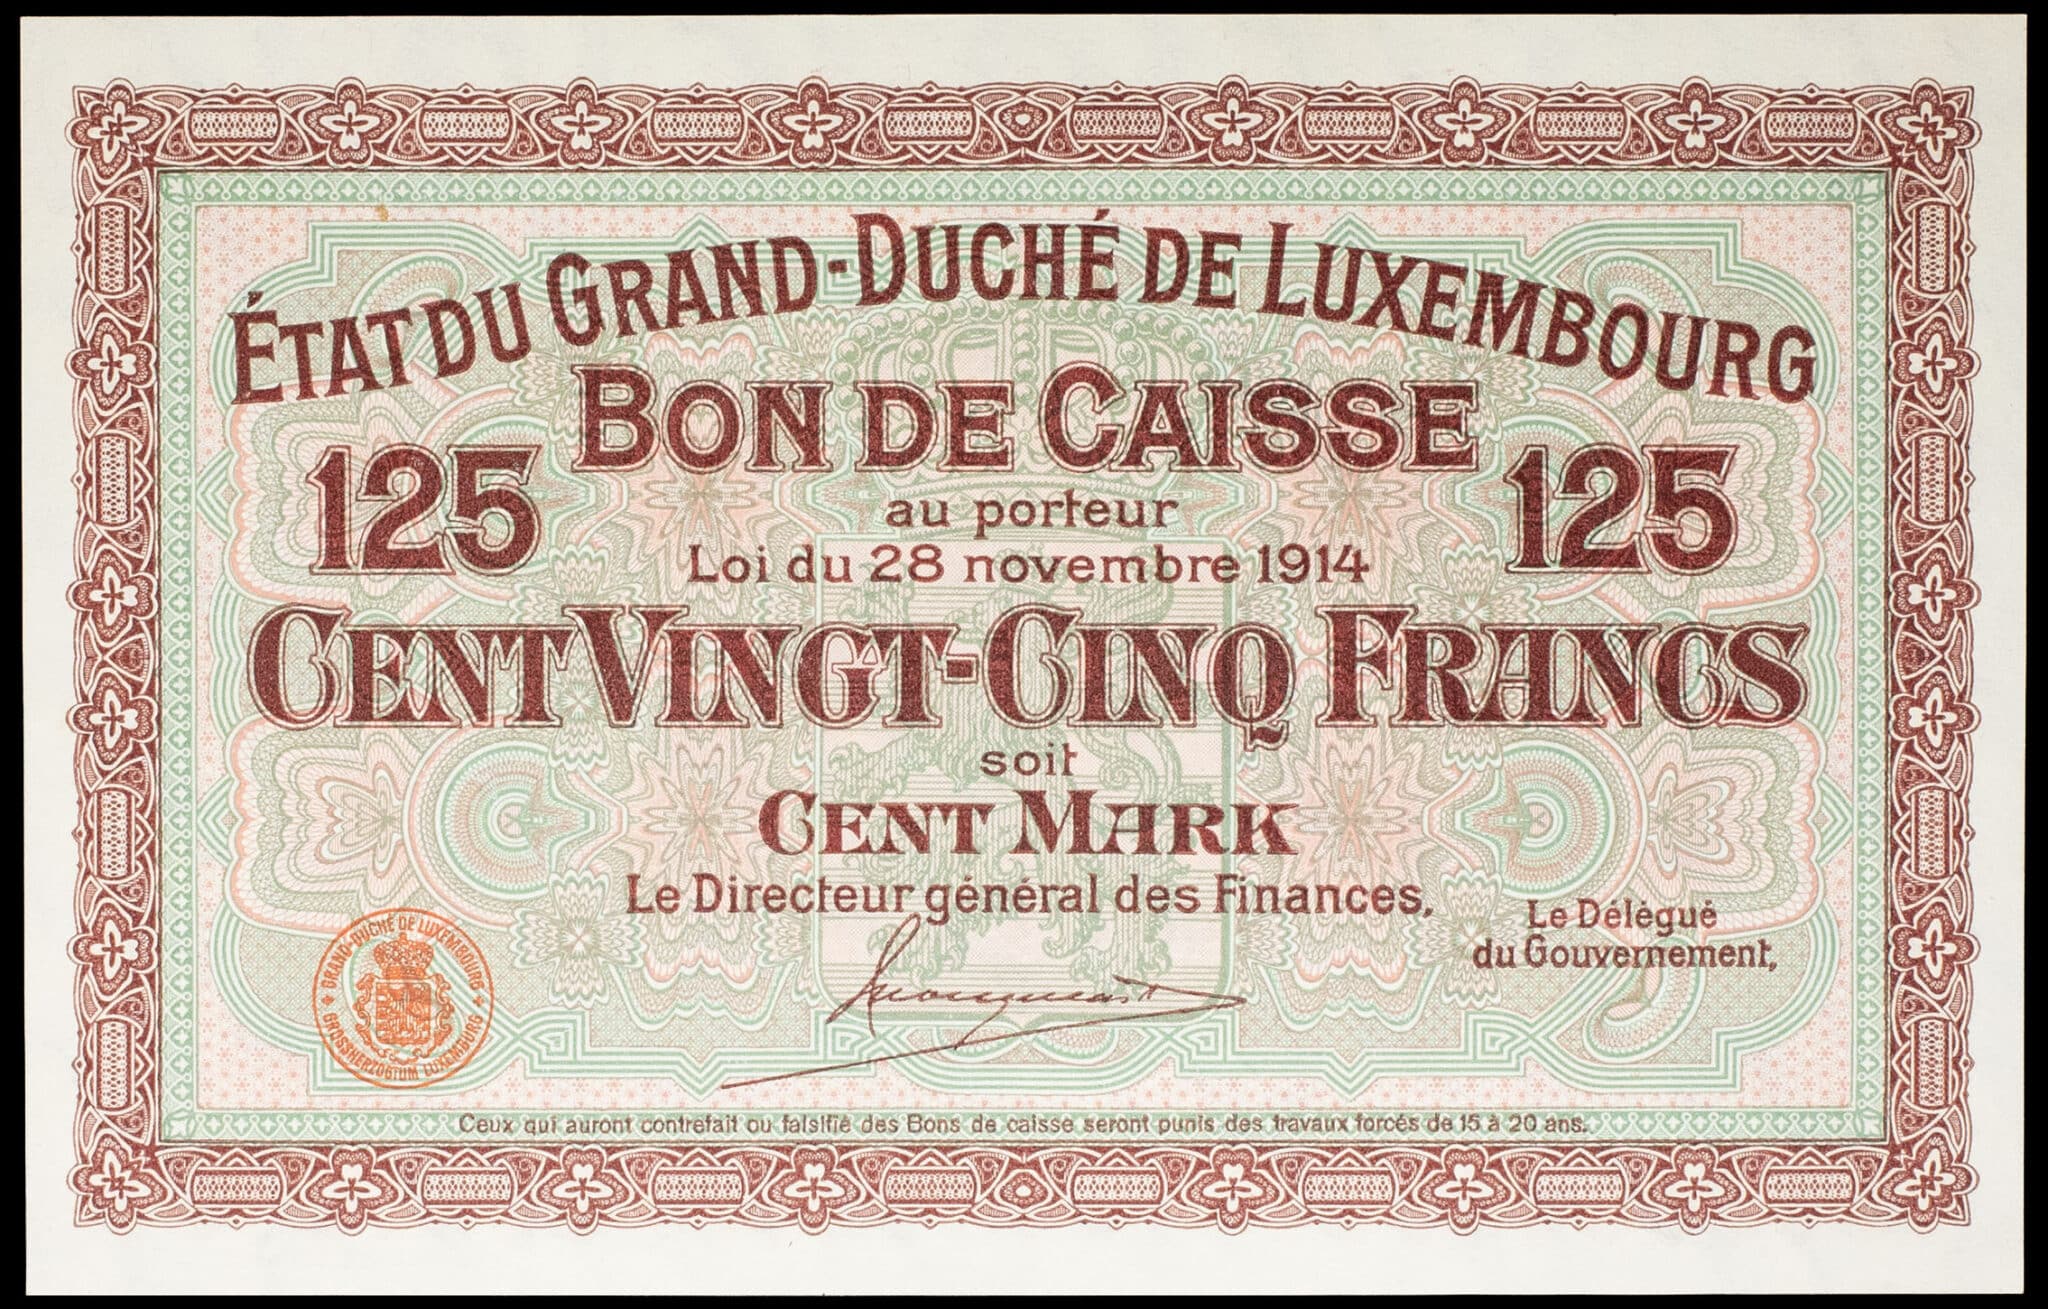 ÉTAT DU GRAND-DUCHÉ DE LUXEMBOURG
BON DE CAISSE
125
125
au porteur
Loi du 28 novembre 1914
CENT VINGT-CINQ FRANCS
soit
CENT MARK
Le Directeur général des Finances,
Le Délégué
du Gouvernement,
GRAND-DUCHÉ DE LUXEMBOURG
GROSSHERZOGTUM LUXEMBURG
Ceux qui auront contrefait ou falsifié des Bons de caisse seront punis des travaux forcés de 15 à 20 ans.